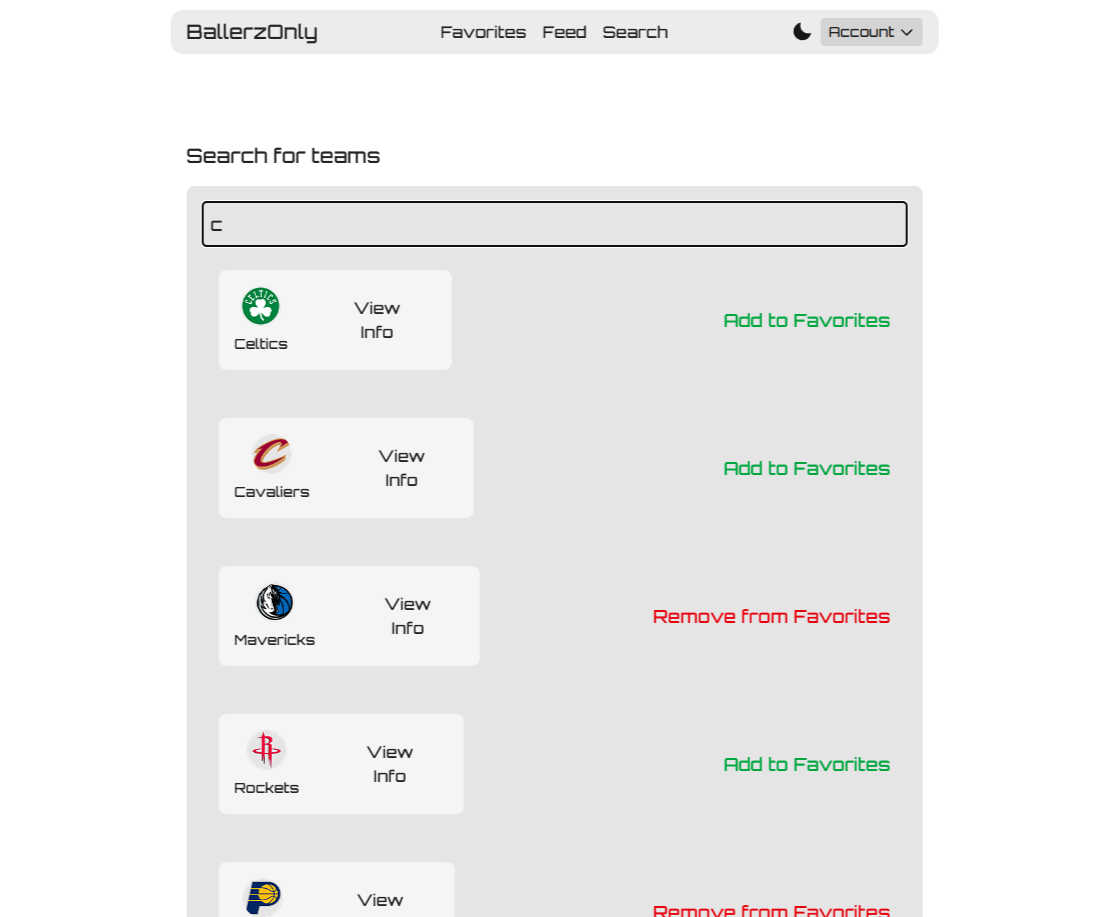 BallerzOnly
Favorites Feed Search
Account
Search for teams
c
CELTICS
View
Info
Celtics
Add to Favorites
C
View
Info
Cavaliers
Add to Favorites
View
Info
Mavericks
Remove from Favorites
R
View
Info
Rockets
Add to Favorites
P
View
Remove from Favorites